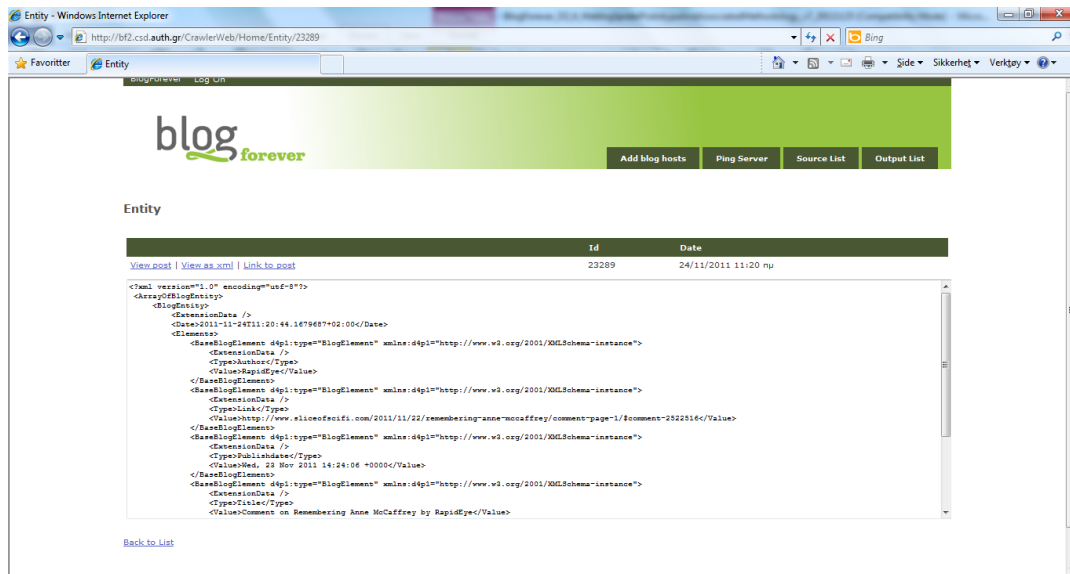 Entity - Windows Internet Explorer
http://bf2.csd.auth.gr/CrawlerWeb/Home/Entity/23289
Bing
Favoritter
Entity
Side
Sikkerhet
Verktøy
BlogForever Log On
blog forever
Add blog hosts
Ping Server
Source List
Output List
Entity
Id Date
View post | View as xml | Link to post 23289 24/11/2011 11:20 πμ
<?xml version="1.0" encoding="utf-8"?>
<ArrayOfBlogEntity>
<BlogEntity>
<ExtensionData />
<Date>2011-11-24T11:20:44.1679687+02:00</Date>
<Elements>
<BaseBlogElement d4p1:type="BlogElement" xmlns:d4p1="http://www.w3.org/2001/XMLSchema-instance">
<ExtensionData />
<Type>Author</Type>
<Value>RapidEye</Value>
</BaseBlogElement>
<BaseBlogElement d4p1:type="BlogElement" xmlns:d4p1="http://www.w3.org/2001/XMLSchema-instance">
<ExtensionData />
<Type>Link</Type>
<Value>http://www.sliceofscifi.com/2011/11/22/remembering-anne-mccaffrey/comment-page-1/#comment-2522516</Value>
</BaseBlogElement>
<BaseBlogElement d4p1:type="BlogElement" xmlns:d4p1="http://www.w3.org/2001/XMLSchema-instance">
<ExtensionData />
<Type>Publishdate</Type>
<Value>Wed, 23 Nov 2011 14:24:06 +0000</Value>
</BaseBlogElement>
<BaseBlogElement d4p1:type="BlogElement" xmlns:d4p1="http://www.w3.org/2001/XMLSchema-instance">
<ExtensionData />
<Type>Title</Type>
<Value>Comment on Remembering Anne McCaffrey by RapidEye</Value>
Back to List